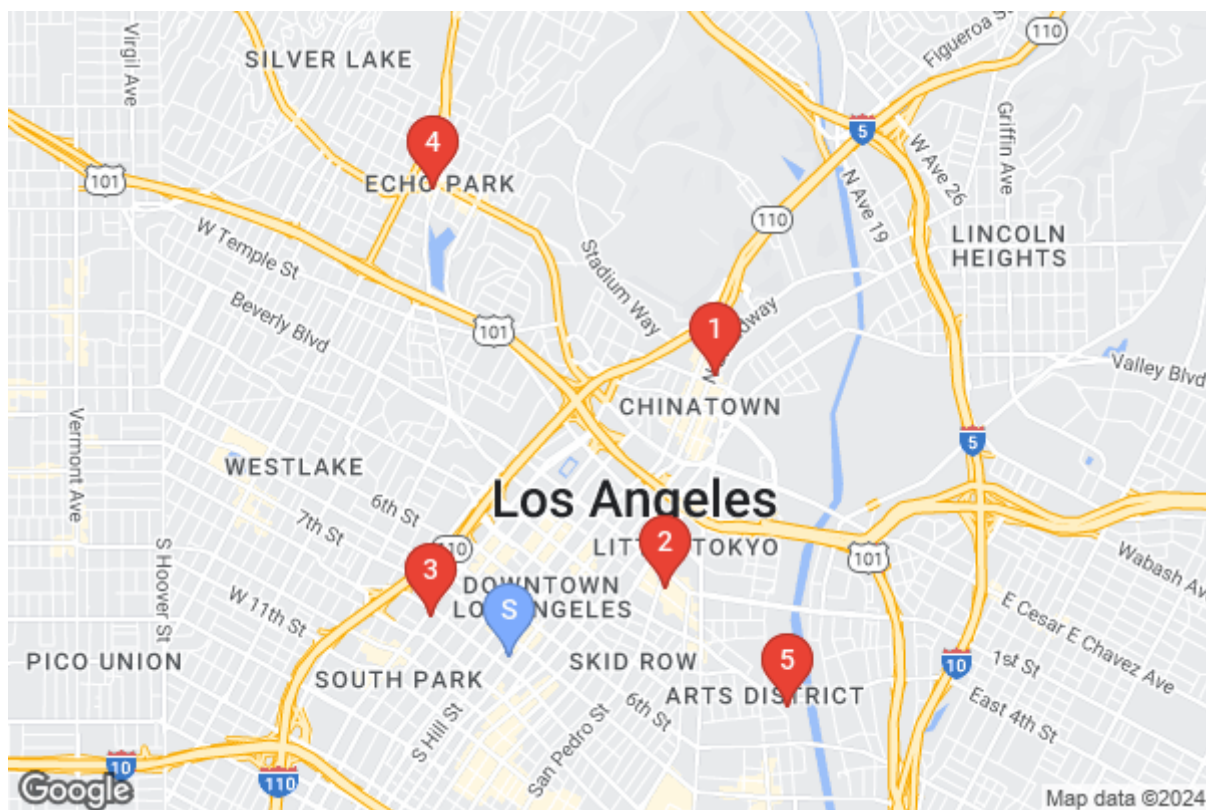 Virgil Ave
SILVER LAKE
Figueroa St
110
4
5
Griffin Ave
101
ECHO PARK
W Ave 26
N Ave 19
110
W Temple St
Stadium Way
LINCOLN
HEIGHTS
Beverly Blvd
101
1
Valley Blvd
CHINATOWN
Vermont Ave
5
WESTLAKE
6th St
Los Angeles
7th St
110
2
TOKYO
101
S Hoover St
3
DOWNTOWN
S
Wabash Av
W 11th St
E Cesar E Chavez Ave
PICO UNION
SKID ROW
5
1st St
10
SOUTH PARK
ARTS DISTRICT
East 4th St
S Hill St
6th St
San Pedro St
10
110
Google
Map data ©2024